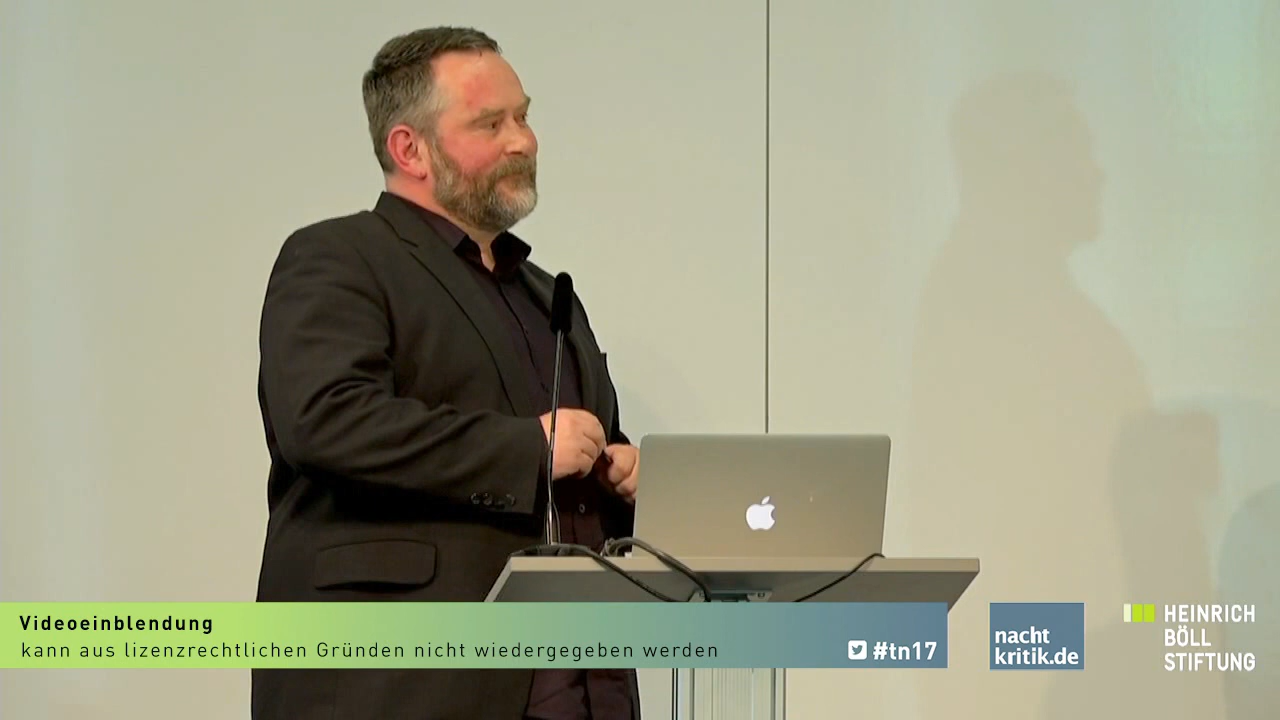 Videoeinblendung
kann aus lizenzrechtlichen Gründen nicht wiedergegeben werden
#tn17
nacht
kritik.de
HEINRICH
BÖLL
STIFTUNG